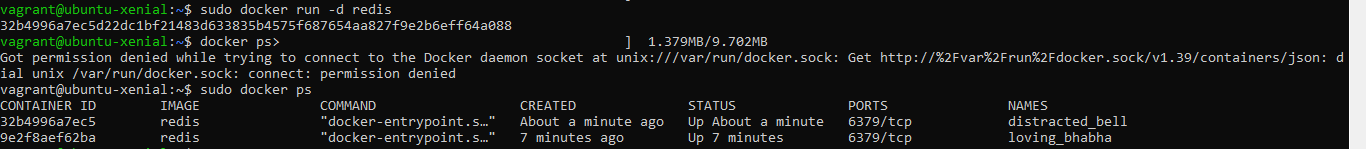 vagrant@ubuntu-xenial:~$ sudo docker run -d redis
32b4996a7ec5d22dc1bf21483d633835b4575f687654aa827f9e2b6eff64a088
vagrant@ubuntu-xenial:~$ docker ps> ] 1.379MB/9.702MB
Got permission denied while trying to connect to the Docker daemon socket at unix:///var/run/docker.sock: Get http://%2Fvar%2Frun%2Fdocker.sock/v1.39/containers/json: d
ial unix /var/run/docker.sock: connect: permission denied
vagrant@ubuntu-xenial:~$ sudo docker ps
CONTAINER ID IMAGE COMMAND CREATED STATUS PORTS NAMES
32b4996a7ec5 redis "docker-entrypoint.s…" About a minute ago Up About a minute 6379/tcp distracted_bell
9e2f8aef62ba redis "docker-entrypoint.s…" 7 minutes ago Up 7 minutes 6379/tcp loving_bhabha